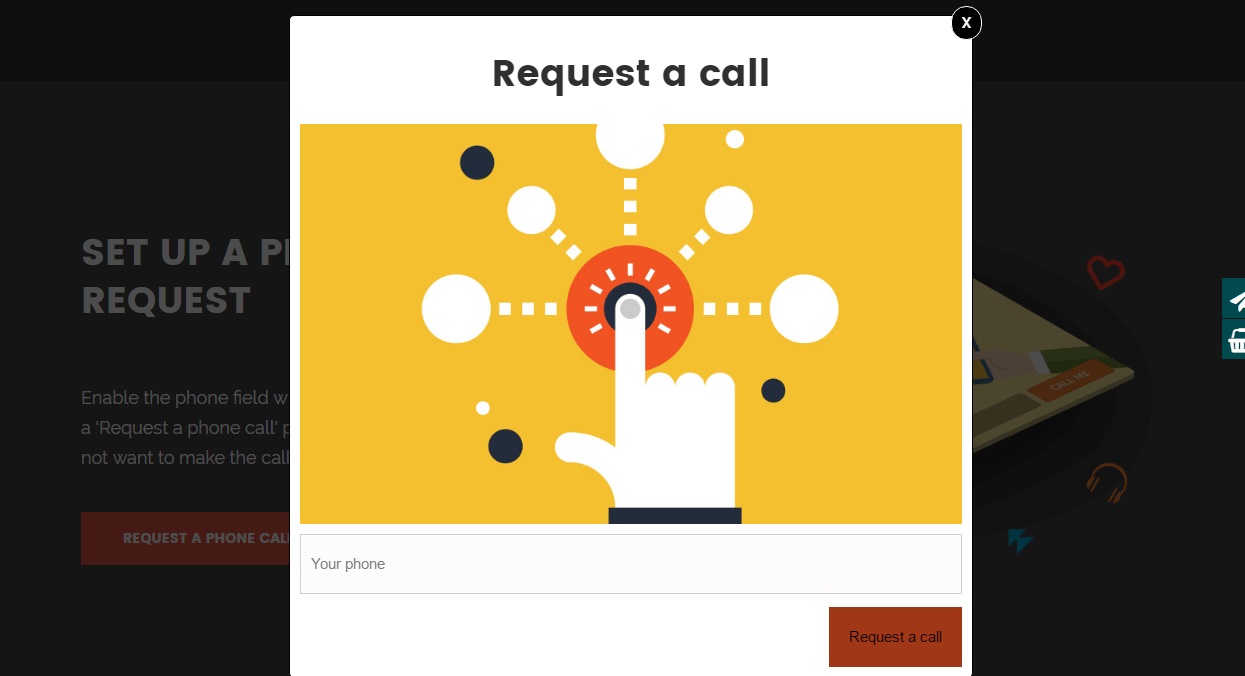 X
Request a call
SET UP A
REQUEST
Enable the phone field
a 'Request a phone call'
not want to make the call
REQUEST A PHONE CALL
CALL ME
Your phone
Request a call